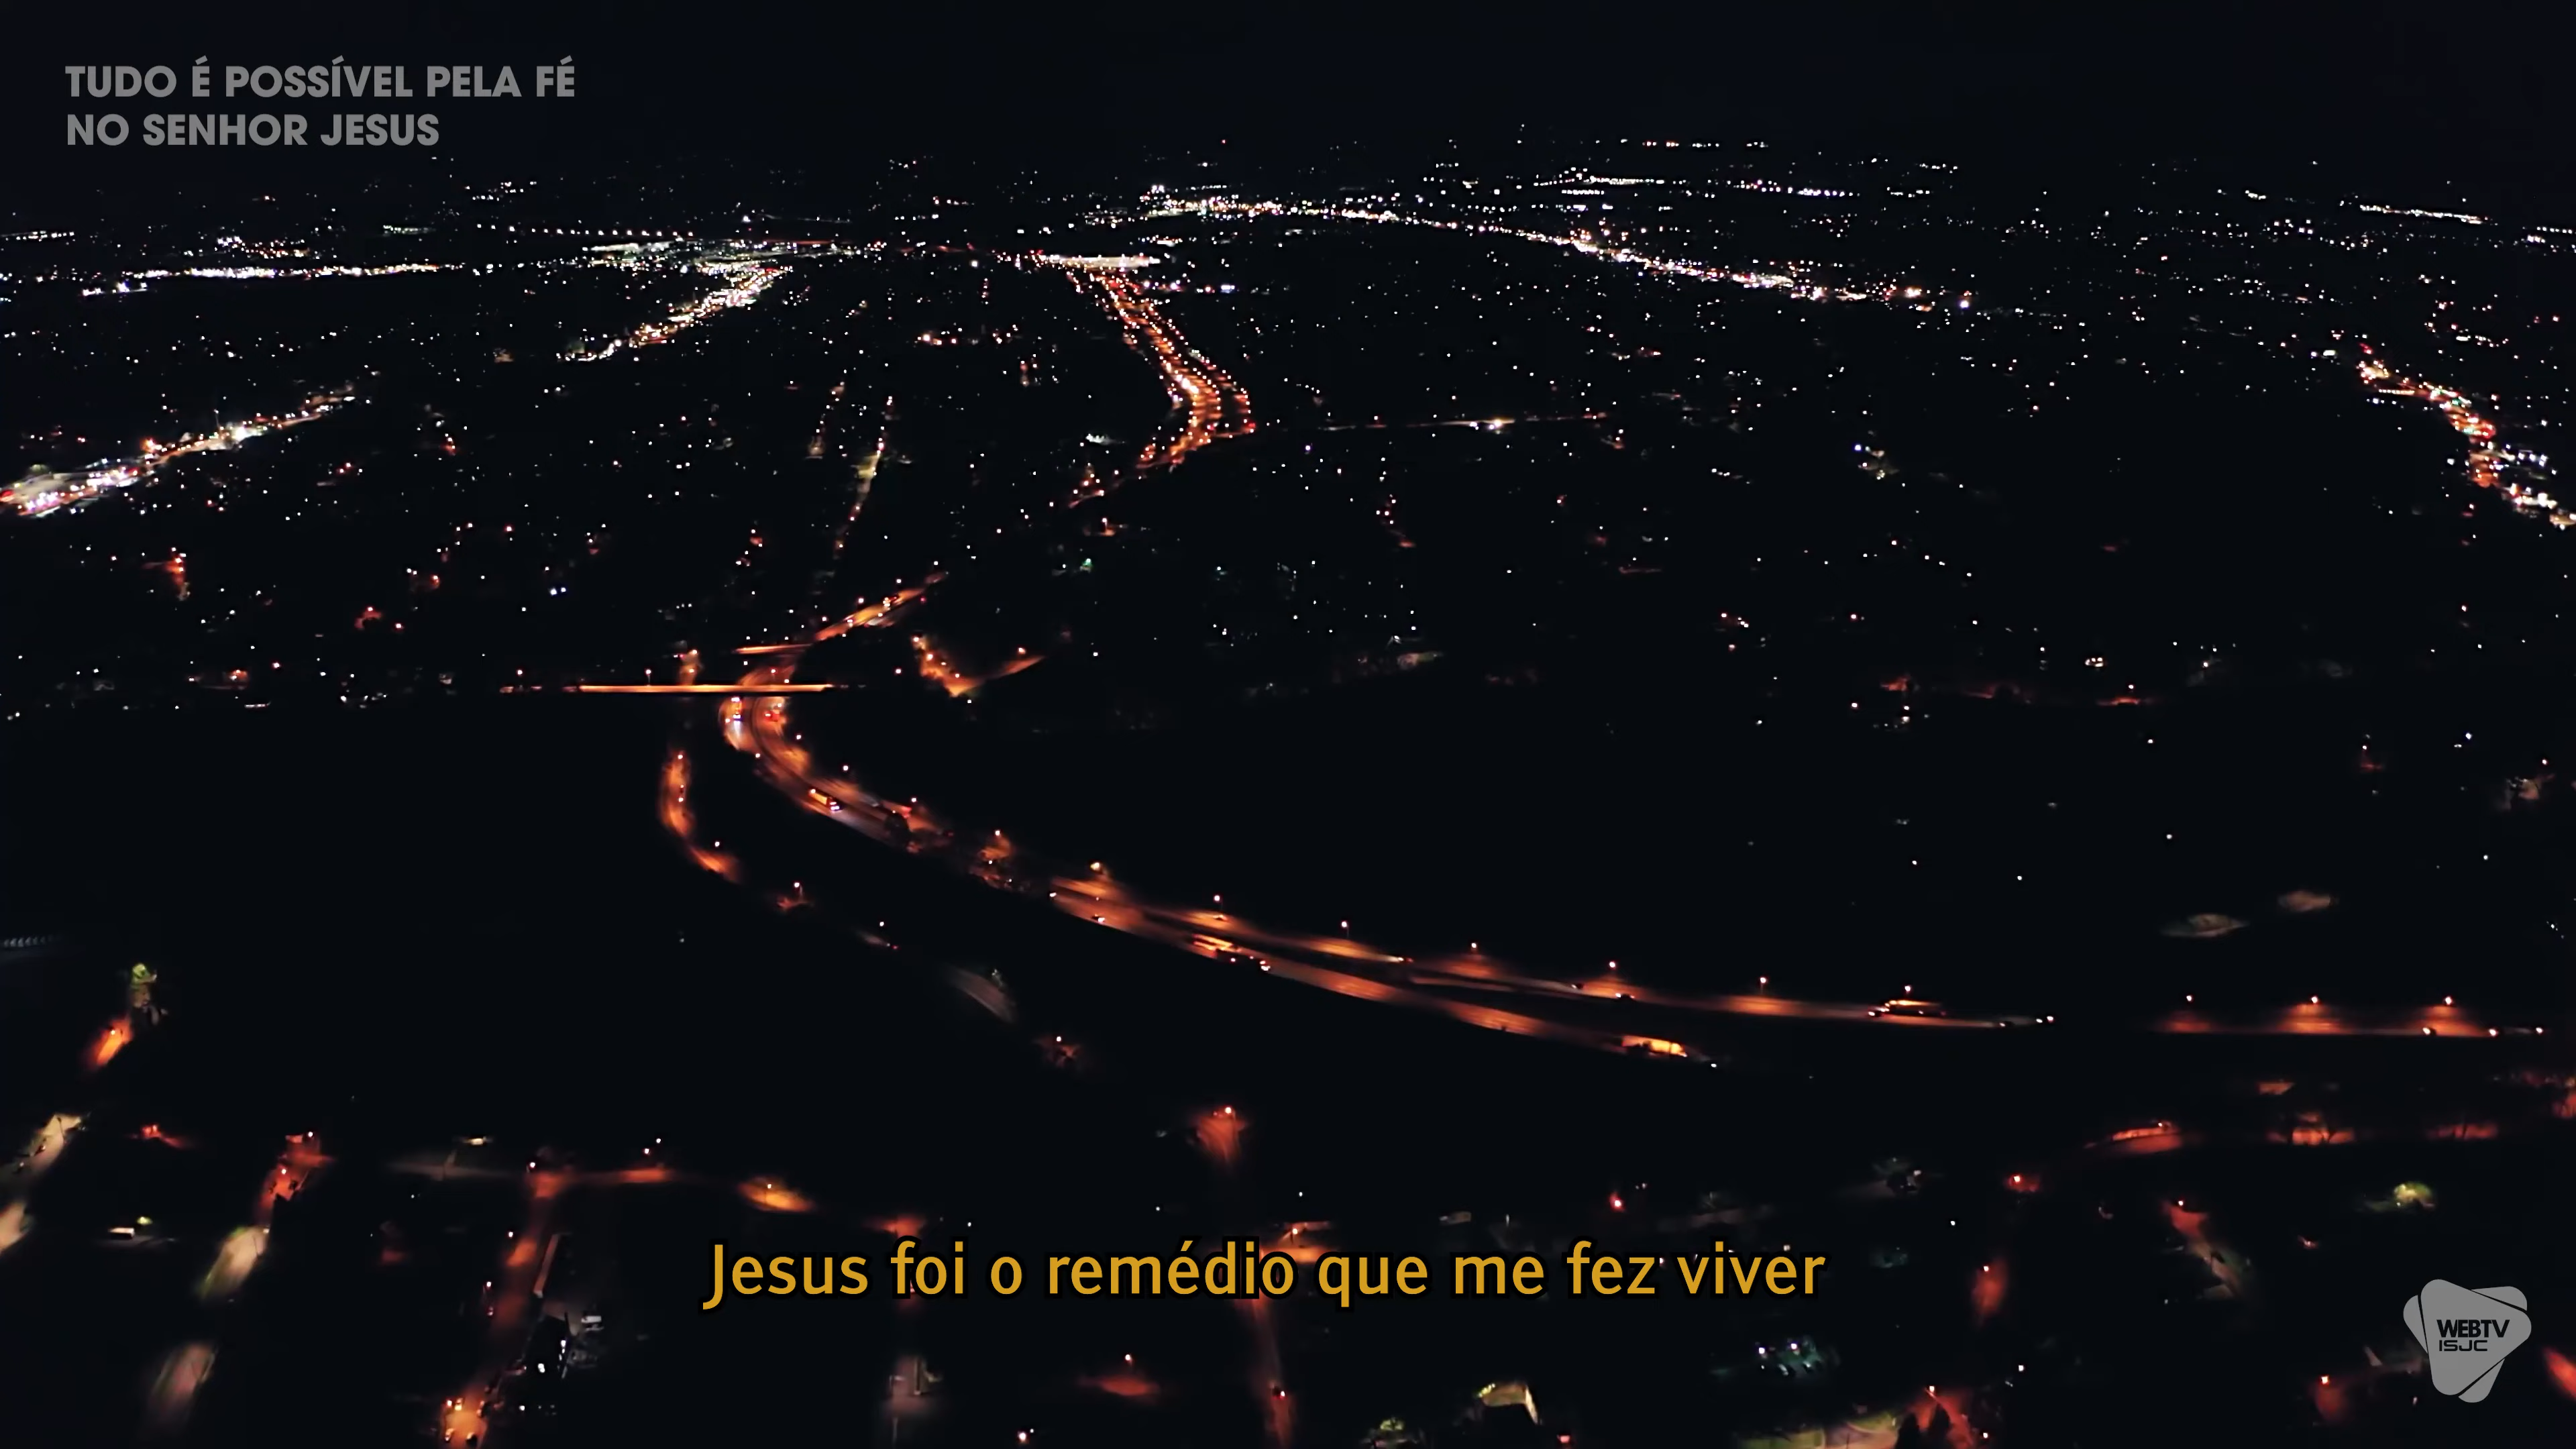 TUDO É POSSÍVEL PELA FÉ
NO SENHOR JESUS
Jesus foi o remédio que me fez viver
WEBTV
ISJC